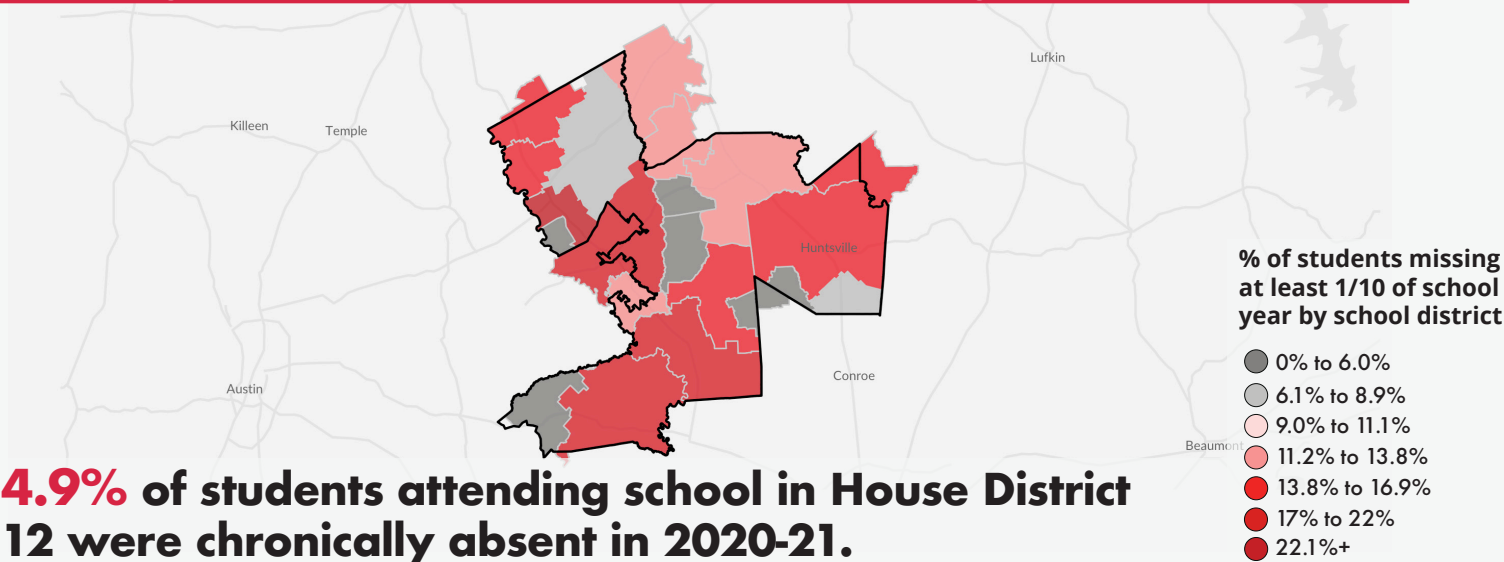 Lufkin
Killeen
Temple
Huntsville
Conroe
Austin
Beaumont
% of students missing
at least 1/10 of school
year by school district
0% to 6.0%
6.1% to 8.9%
9.0% to 11.1%
11.2% to 13.8%
13.8% to 16.9%
17% to 22%
22.1%+
4.9% of students attending school in House District
12 were chronically absent in 2020-21.